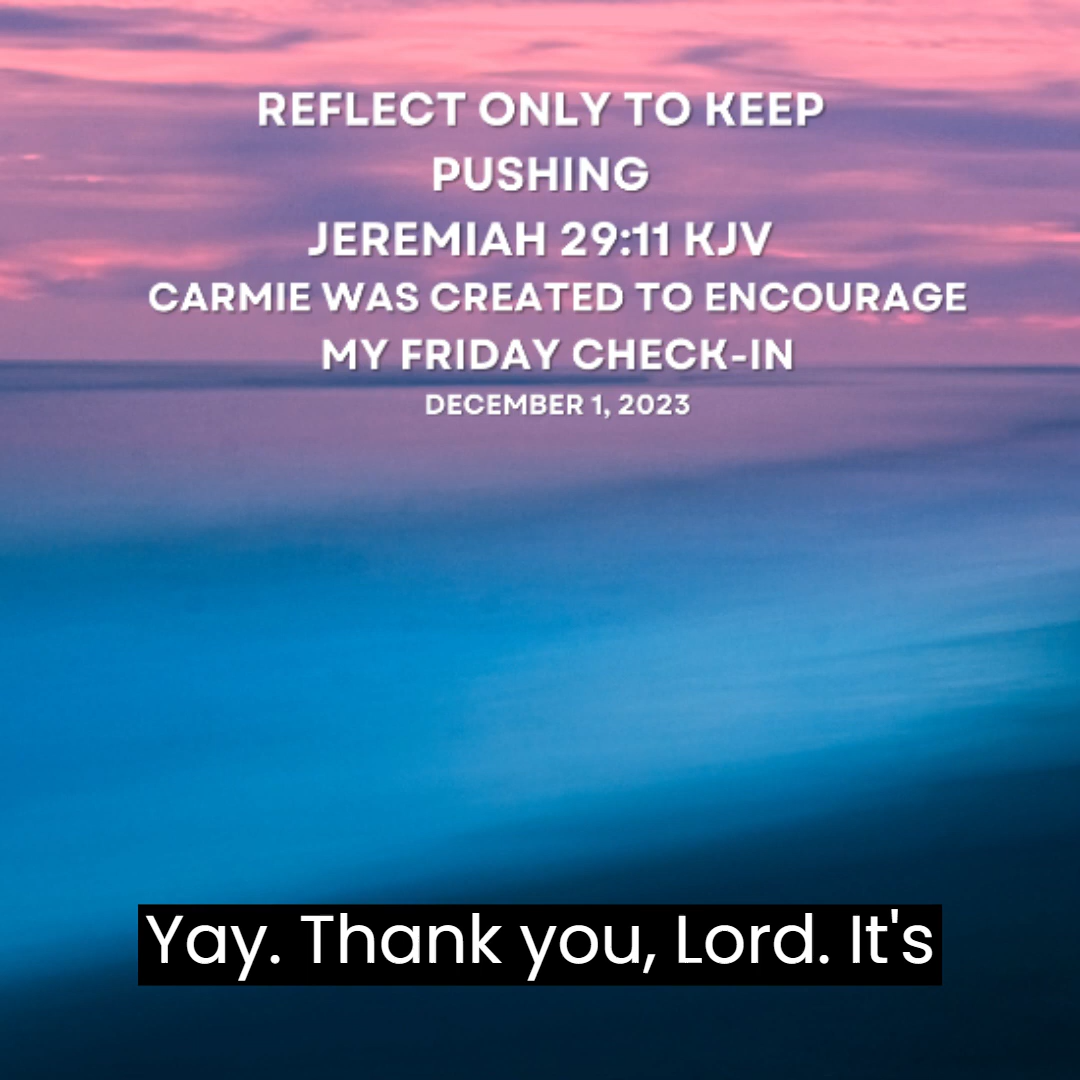 REFLECT ONLY TO KEEP
PUSHING
JEREMIAH 29:11 KJV
CARMIE WAS CREATED TO ENCOURAGE
MY FRIDAY CHECK-IN
DECEMBER 1, 2023
Yay. Thank you, Lord. It's